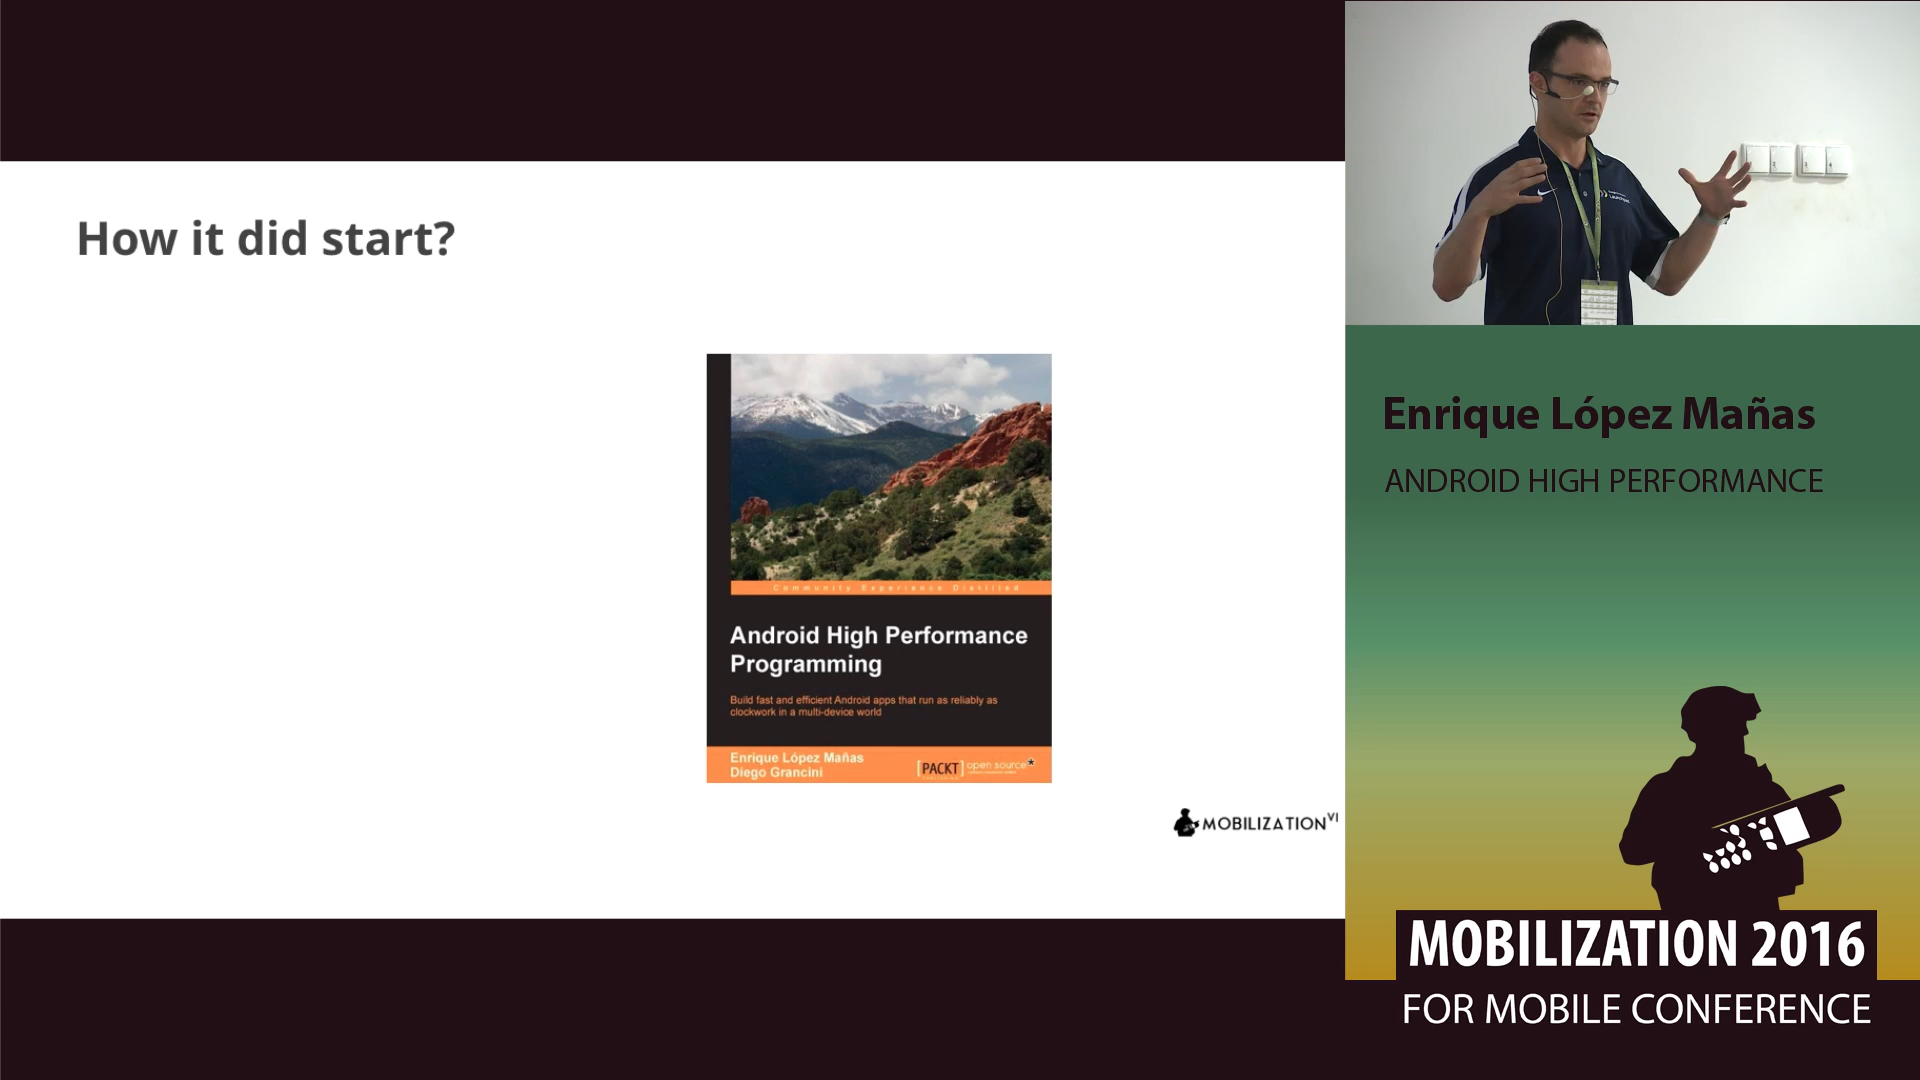 How it did start?
Community Experience Distilled
Android High Performance
Programming
Build fast and efficient Android apps that run as reliably as
clockwork in a multi-device world
Enrique López Mañas
Diego Grancini
[PACKT] open source*
MOBILIZATION VI
Enrique López Mañas
ANDROID HIGH PERFORMANCE
MOBILIZATION 2016
FOR MOBILE CONFERENCE